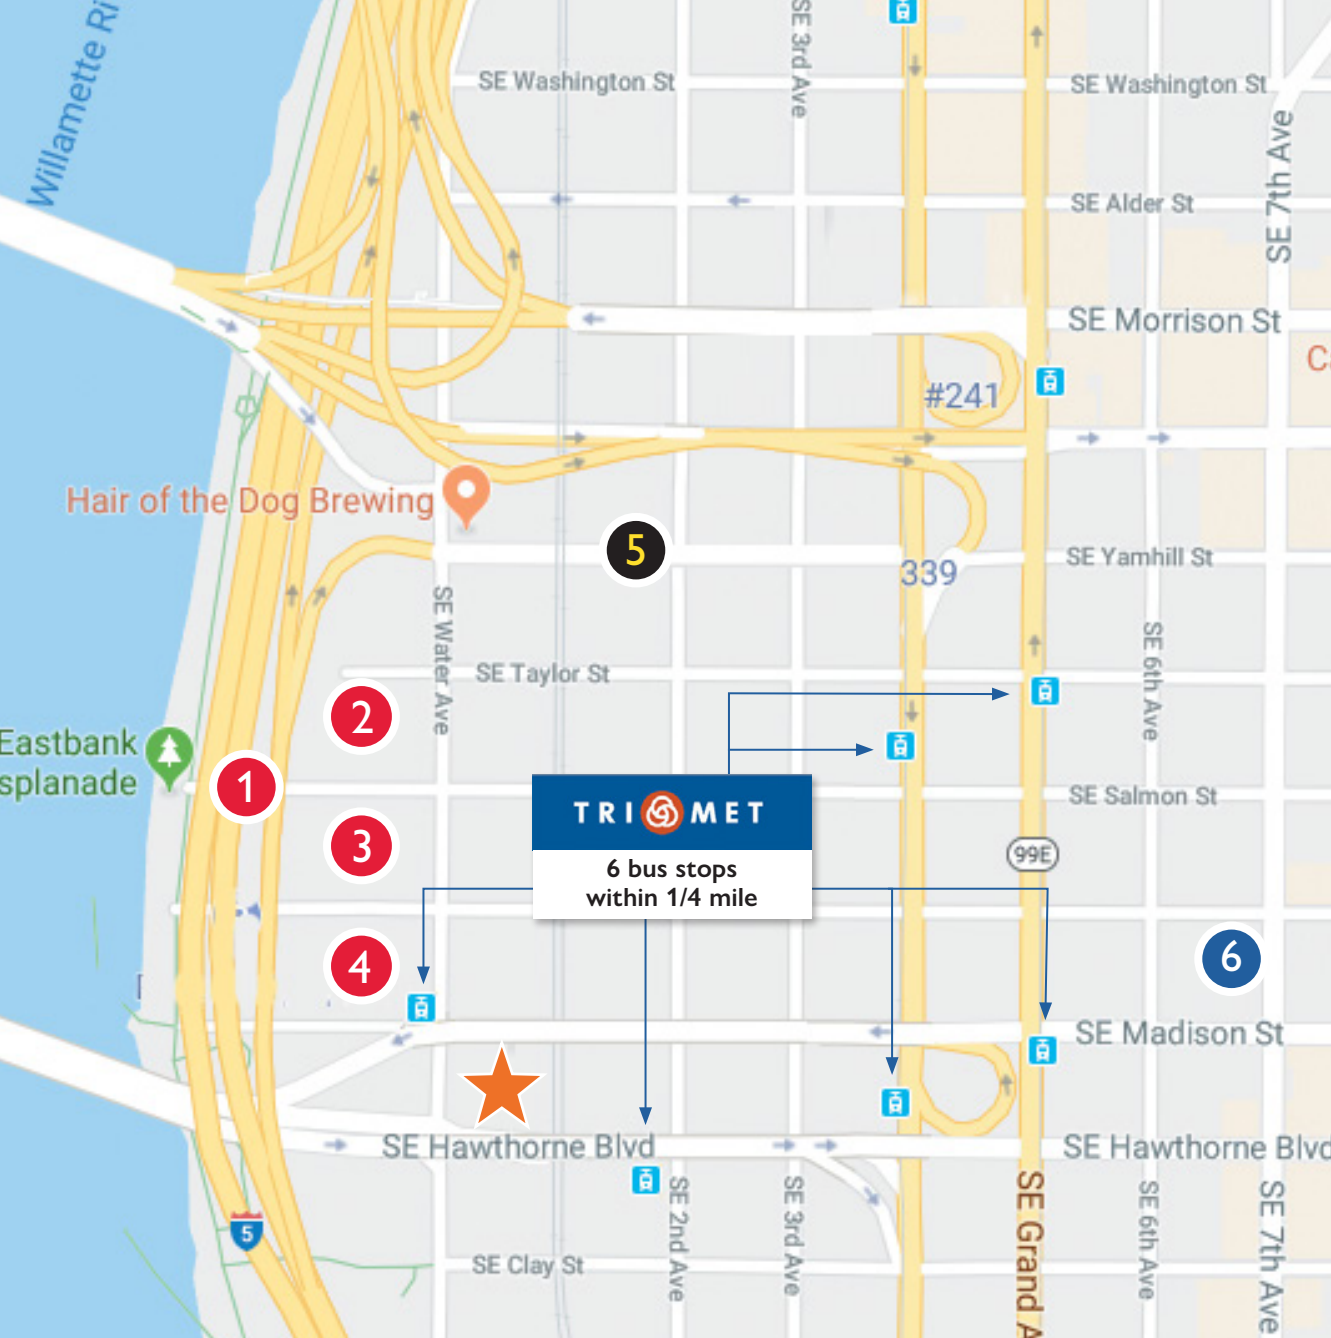 Willamette Ri
SE Washington St
SE 3rd Ave
SE Washington St
SE 7th Ave
SE Alder St
SE Morrison St
Ca
#241
Hair of the Dog Brewing
5
SE Yamhill St
339
SE Water Ave
SE Taylor St
SE 6th Ave
2
Eastbank
splanade
1
TRI MET
6 bus stops
within 1/4 mile
SE Salmon St
3
99E
4
6
SE Madison St
SE Hawthorne Blvd
SE Hawthorne Blvd
5
SE 2nd Ave
SE 3rd Ave
SE Grand A
SE 6th Ave
SE 7th Ave
SE Clay St